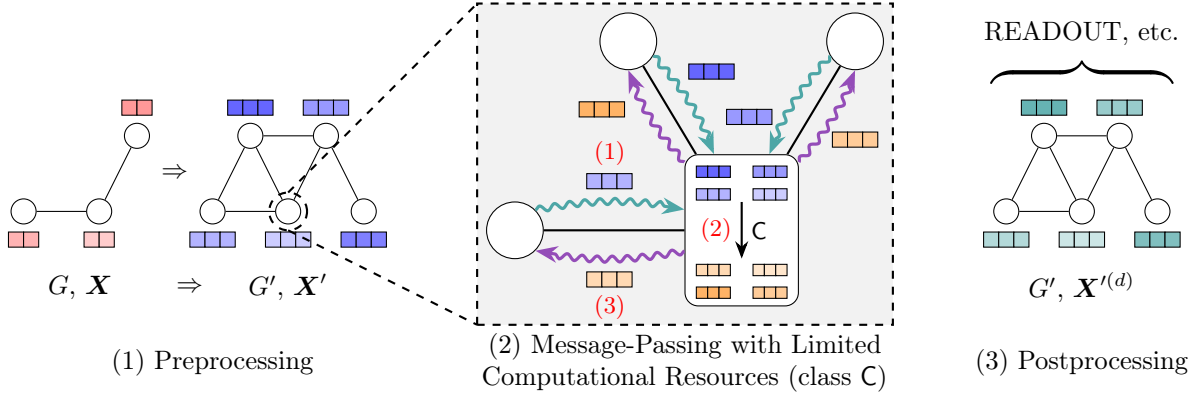 READOUT, etc.
(1)
⇒
(2)
C
(3)
G, X ⇒ G′, X′
G′, X′(d)
(1) Preprocessing
(2) Message-Passing with Limited
Computational Resources (class C)
(3) Postprocessing